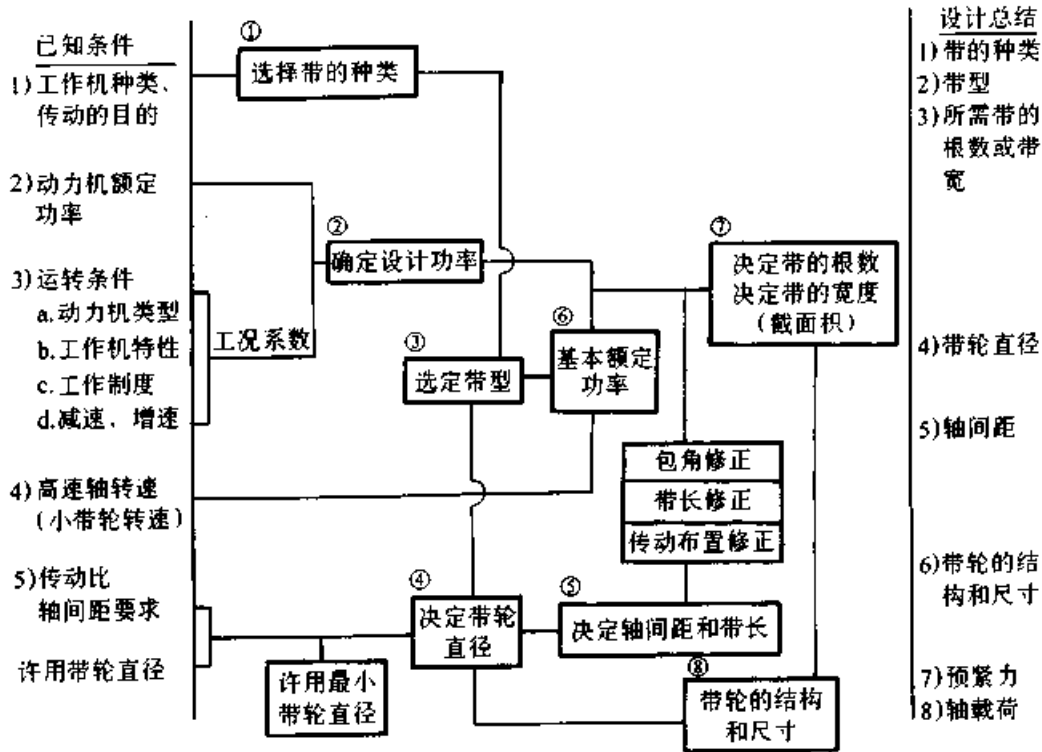 已知条件
1)工作机种类、
传动的目的
2)动力机额定
功率
3)运转条件
a.动力机类型
b.工作机特性
c.工作制度
d.减速、增速
工况系数
4)高速轴转速
(小带轮转速)
5)传动比
轴间距要求
许用带轮直径
①
选择带的种类
②
确定设计功率
③
选定带型
④
决定带轮
直径
许用最小
带轮直径
⑤
决定轴间距和带长
⑥
基本额定
功率
⑦
决定带的根数
决定带的宽度
(截面积)
包角修正
带长修正
传动布置修正
⑧
带轮的结构
和尺寸
设计总结
1)带的种类
2)带型
3)所需带的
根数或带
宽
4)带轮直径
5)轴间距
6)带轮的结
构和尺寸
7)预紧力
8)轴载荷